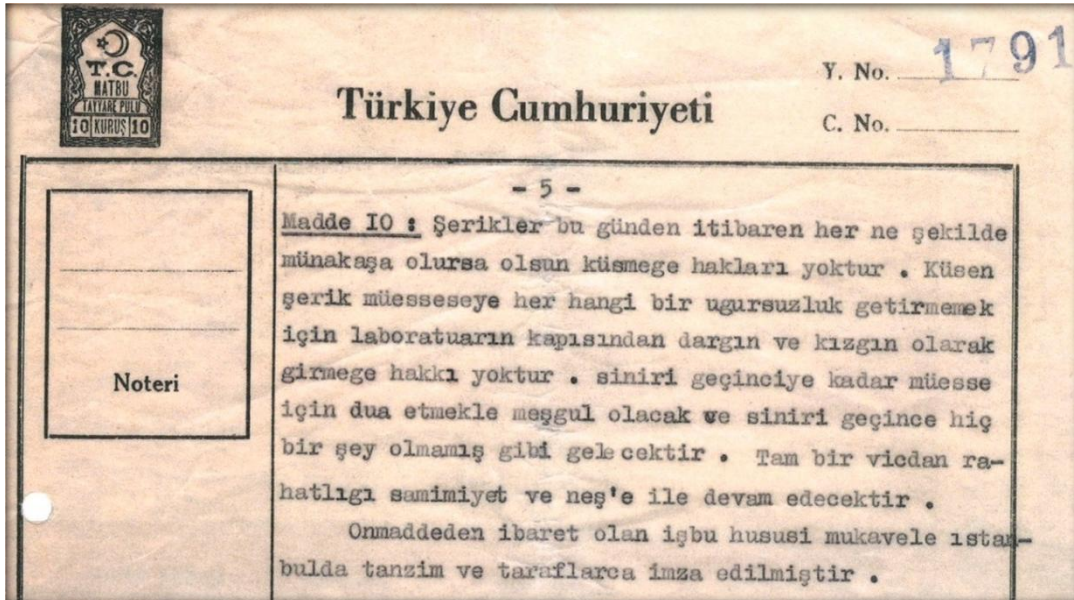 T.C.
MATBU
TAYYARE PULU
10 KURUŞ 10
Türkiye Cumhuriyeti
Y. No. 1791
C. No.
Noteri
- 5 -
Madde IO : Şerikler bu günden itibaren her ne şekilde
münakaşa olursa olsun küsmege hakları yoktur . Küsen
şerik müesseseye her hangi bir ugursuzluk getirmemek
için laboratuarın kapısından dargın ve kızgın olarak
girmege hakkı yoktur . siniri geçinciye kadar müesse
için dua etmekle meşgul olacak ve siniri geçince hiç
bir şey olmamış gibi gelecektir . Tam bir vicdan ra-
hatlıgı samimiyet ve neş'e ile devam edecektir .
Onmaddeden ibaret olan işbu hususi mukavele ıstan-
bulda tanzim ve taraflarca imza edilmiştir .